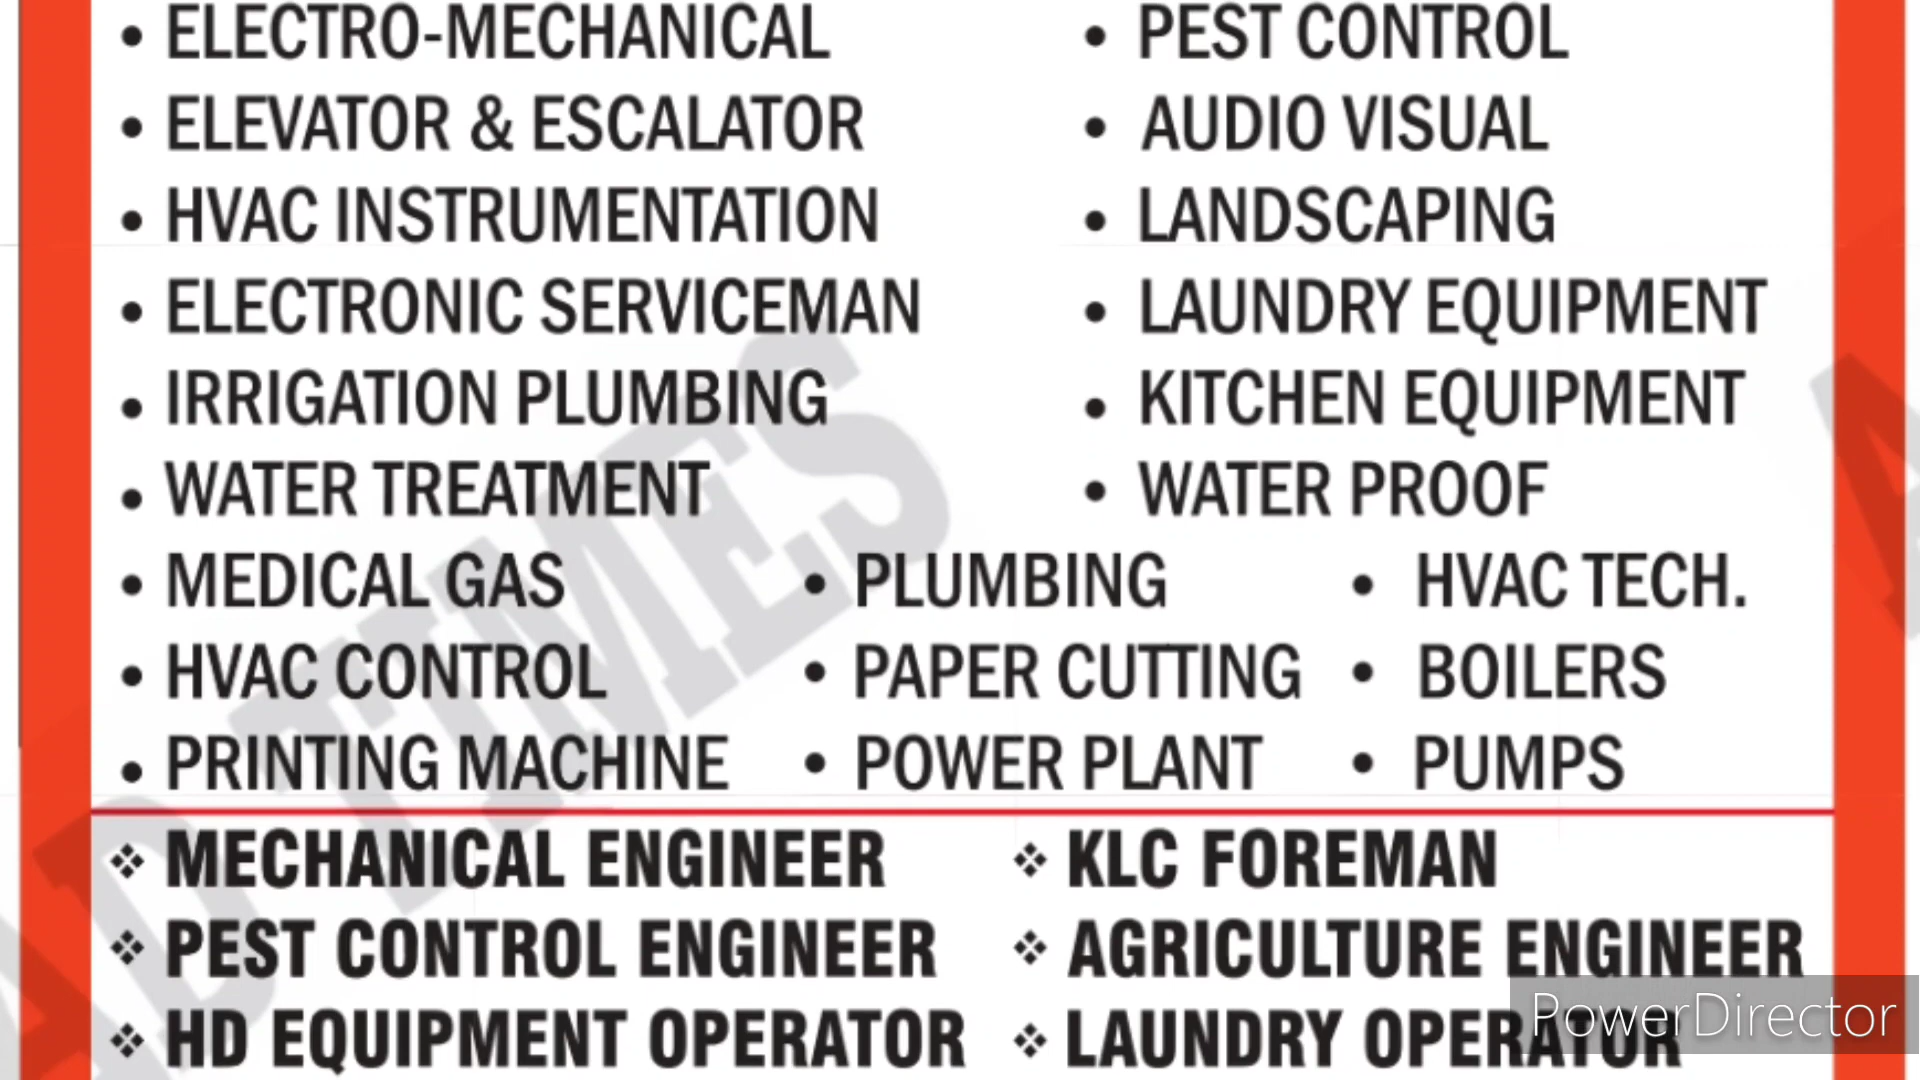 • ELECTRO-MECHANICAL • PEST CONTROL
• ELEVATOR & ESCALATOR • AUDIO VISUAL
• HVAC INSTRUMENTATION • LANDSCAPING
• ELECTRONIC SERVICEMAN • LAUNDRY EQUIPMENT
• IRRIGATION PLUMBING • KITCHEN EQUIPMENT
• WATER TREATMENT • WATER PROOF
• MEDICAL GAS • PLUMBING • HVAC TECH.
• HVAC CONTROL • PAPER CUTTING • BOILERS
• PRINTING MACHINE • POWER PLANT • PUMPS
❖ MECHANICAL ENGINEER ❖ KLC FOREMAN
❖ PEST CONTROL ENGINEER ❖ AGRICULTURE ENGINEER
❖ HD EQUIPMENT OPERATOR ❖ LAUNDRY OPERATOR
AD TIMES
A
PowerDirector